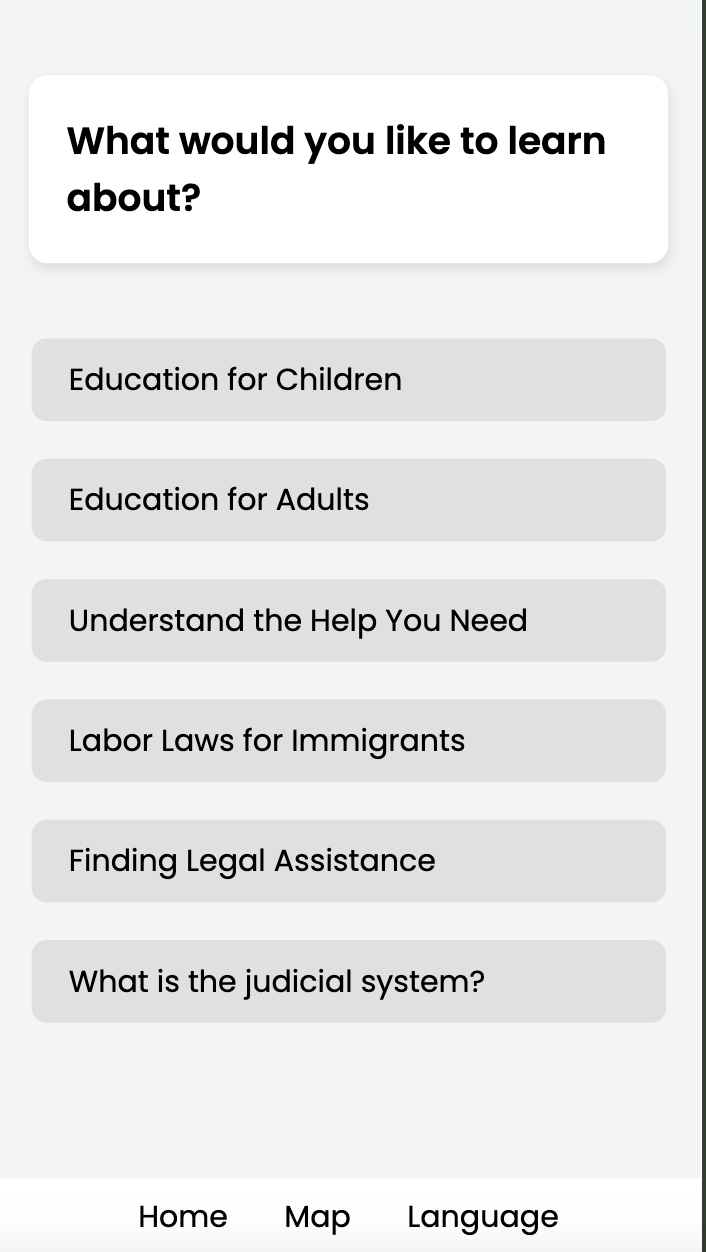 What would you like to learn
about?
Education for Children
Education for Adults
Understand the Help You Need
Labor Laws for Immigrants
Finding Legal Assistance
What is the judicial system?
Home Map Language